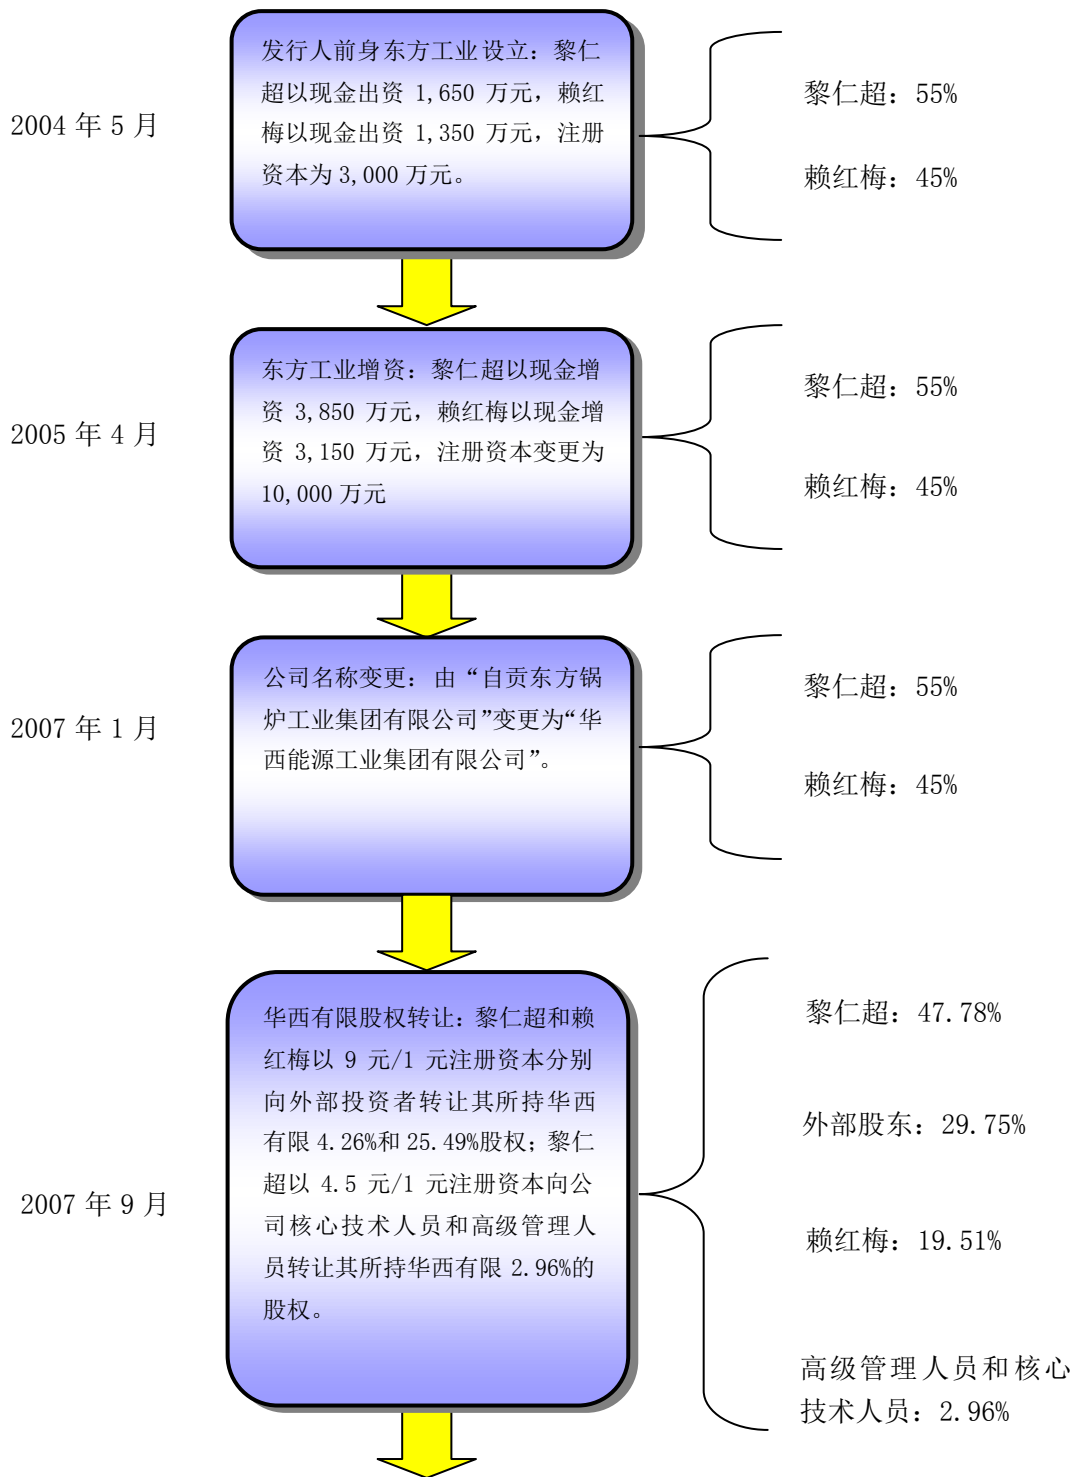 2004 年 5 月
发行人前身东方工业设立：黎仁
超以现金出资 1,650 万元，赖红
梅以现金出资 1,350 万元，注册
资本为 3,000 万元。
黎仁超：55%
赖红梅：45%
2005 年 4 月
东方工业增资：黎仁超以现金增
资 3,850 万元，赖红梅以现金增
资 3,150 万元，注册资本变更为
10,000 万元
黎仁超：55%
赖红梅：45%
2007 年 1 月
公司名称变更：由“自贡东方锅
炉工业集团有限公司”变更为“华
西能源工业集团有限公司”。
黎仁超：55%
赖红梅：45%
2007 年 9 月
华西有限股权转让：黎仁超和赖
红梅以 9 元/1 元注册资本分别
向外部投资者转让其所持华西
有限 4.26%和 25.49%股权；黎仁
超以 4.5 元/1 元注册资本向公
司核心技术人员和高级管理人
员转让其所持华西有限 2.96%的
股权。
黎仁超：47.78%
外部股东：29.75%
赖红梅：19.51%
高级管理人员和核心
技术人员：2.96%